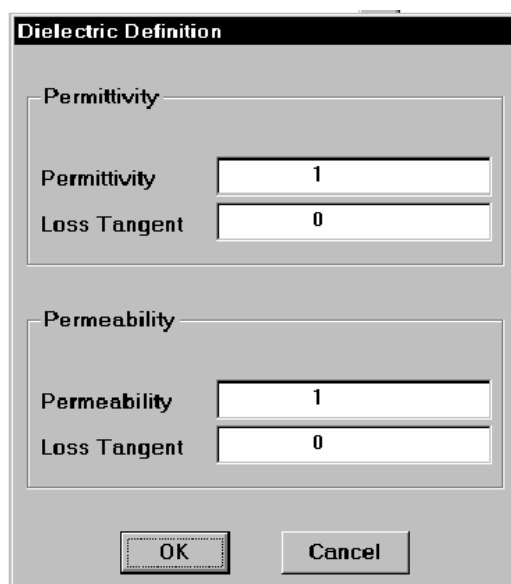 Dielectric Definition
Permittivity
Permittivity 1
Loss Tangent 0
Permeability
Permeability 1
Loss Tangent 0
OK Cancel